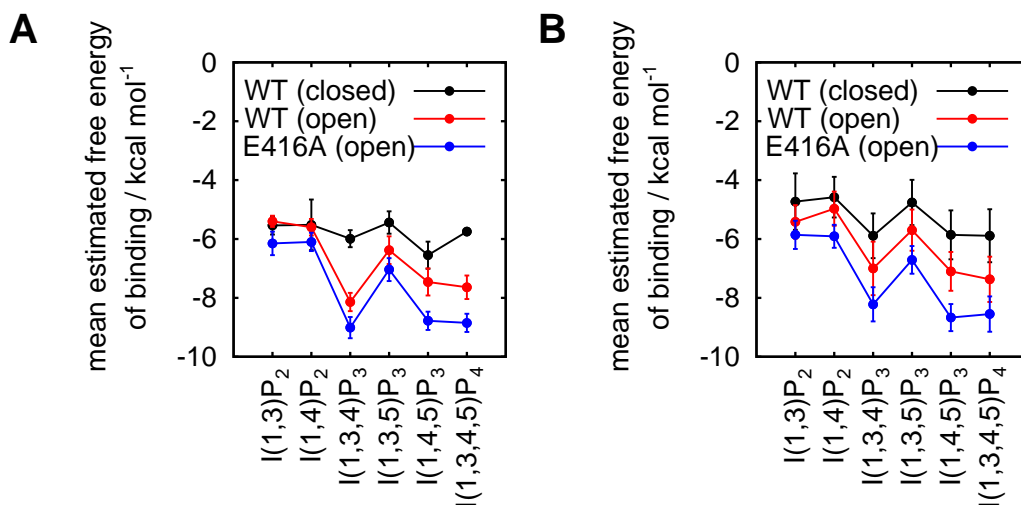 A
mean estimated free energy
of binding / kcal mol⁻¹
0
-2
-4
-6
-8
-10
WT (closed)
WT (open)
E416A (open)
I(1,3)P₂
I(1,4)P₂
I(1,3,4)P₃
I(1,3,5)P₃
I(1,4,5)P₃
I(1,3,4,5)P₄
B
mean estimated free energy
of binding / kcal mol⁻¹
0
-2
-4
-6
-8
-10
WT (closed)
WT (open)
E416A (open)
I(1,3)P₂
I(1,4)P₂
I(1,3,4)P₃
I(1,3,5)P₃
I(1,4,5)P₃
I(1,3,4,5)P₄